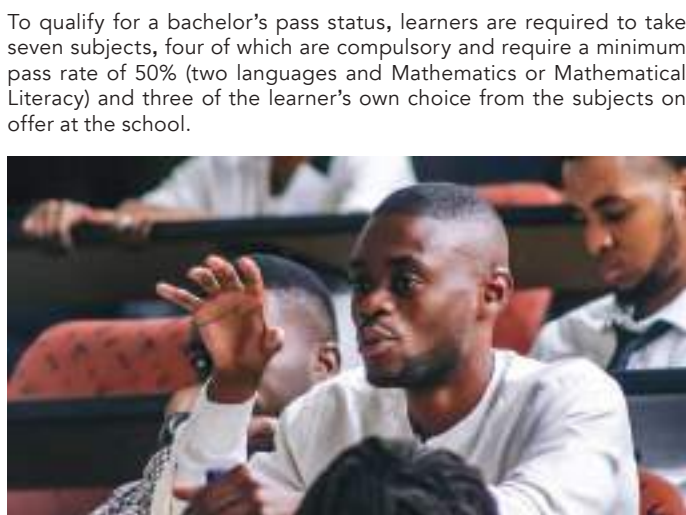 To qualify for a bachelor’s pass status, learners are required to take
seven subjects, four of which are compulsory and require a minimum
pass rate of 50% (two languages and Mathematics or Mathematical
Literacy) and three of the learner’s own choice from the subjects on
offer at the school.